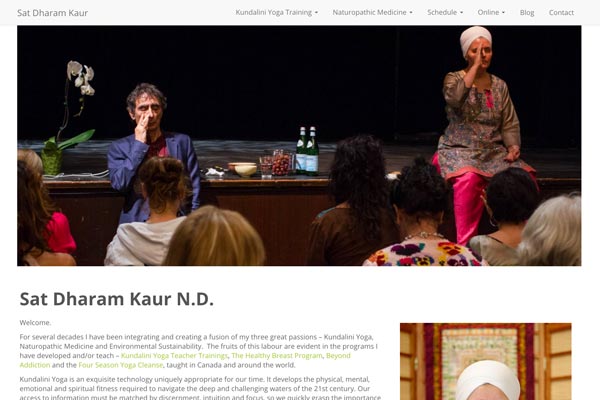 Sat Dharam Kaur
Kundalini Yoga Training
Naturopathic Medicine
Schedule
Online
Blog
Contact
Sat Dharam Kaur N.D.
Welcome.
For several decades I have been integrating and creating a fusion of my three great passions – Kundalini Yoga,
Naturopathic Medicine and Environmental Sustainability. The fruits of this labour are evident in the programs I
have developed and/or teach – Kundalini Yoga Teacher Trainings, The Healthy Breast Program, Beyond
Addiction and the Four Season Yoga Cleanse, taught in Canada and around the world.
Kundalini Yoga is an exquisite technology uniquely appropriate for our time. It develops the physical, mental,
emotional and spiritual fitness required to navigate the deep and challenging waters of the 21st century. Our
access to information must be matched by discernment, intuition and focus, so we quickly grasp the importance